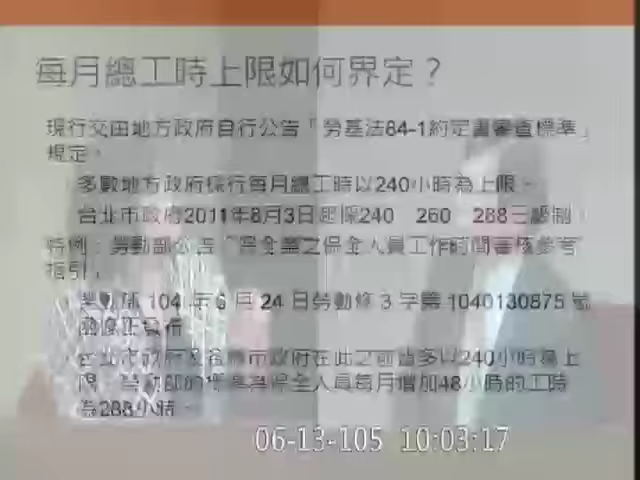 每月總工時上限如何界定？
現行交由地方政府自行公告「勞基法84-1約定書審查標準」
規定。
多數地方政府採行每月總工時以240小時為上限。
台北市政府2011年8月3日起採240 260 288三級制。
特例：勞動部公告「保全業之保全人員工作時間審核參考
指引」
勞動部 104 年 6 月 24 日勞動條 3 字第 1040130875 號
函修正發布
台北市政府及各縣市政府在此之前皆多以240小時為上
限，勞動部的標準為保全人員每月增加48小時的工時
為288小時。
06-13-105 10:03:17